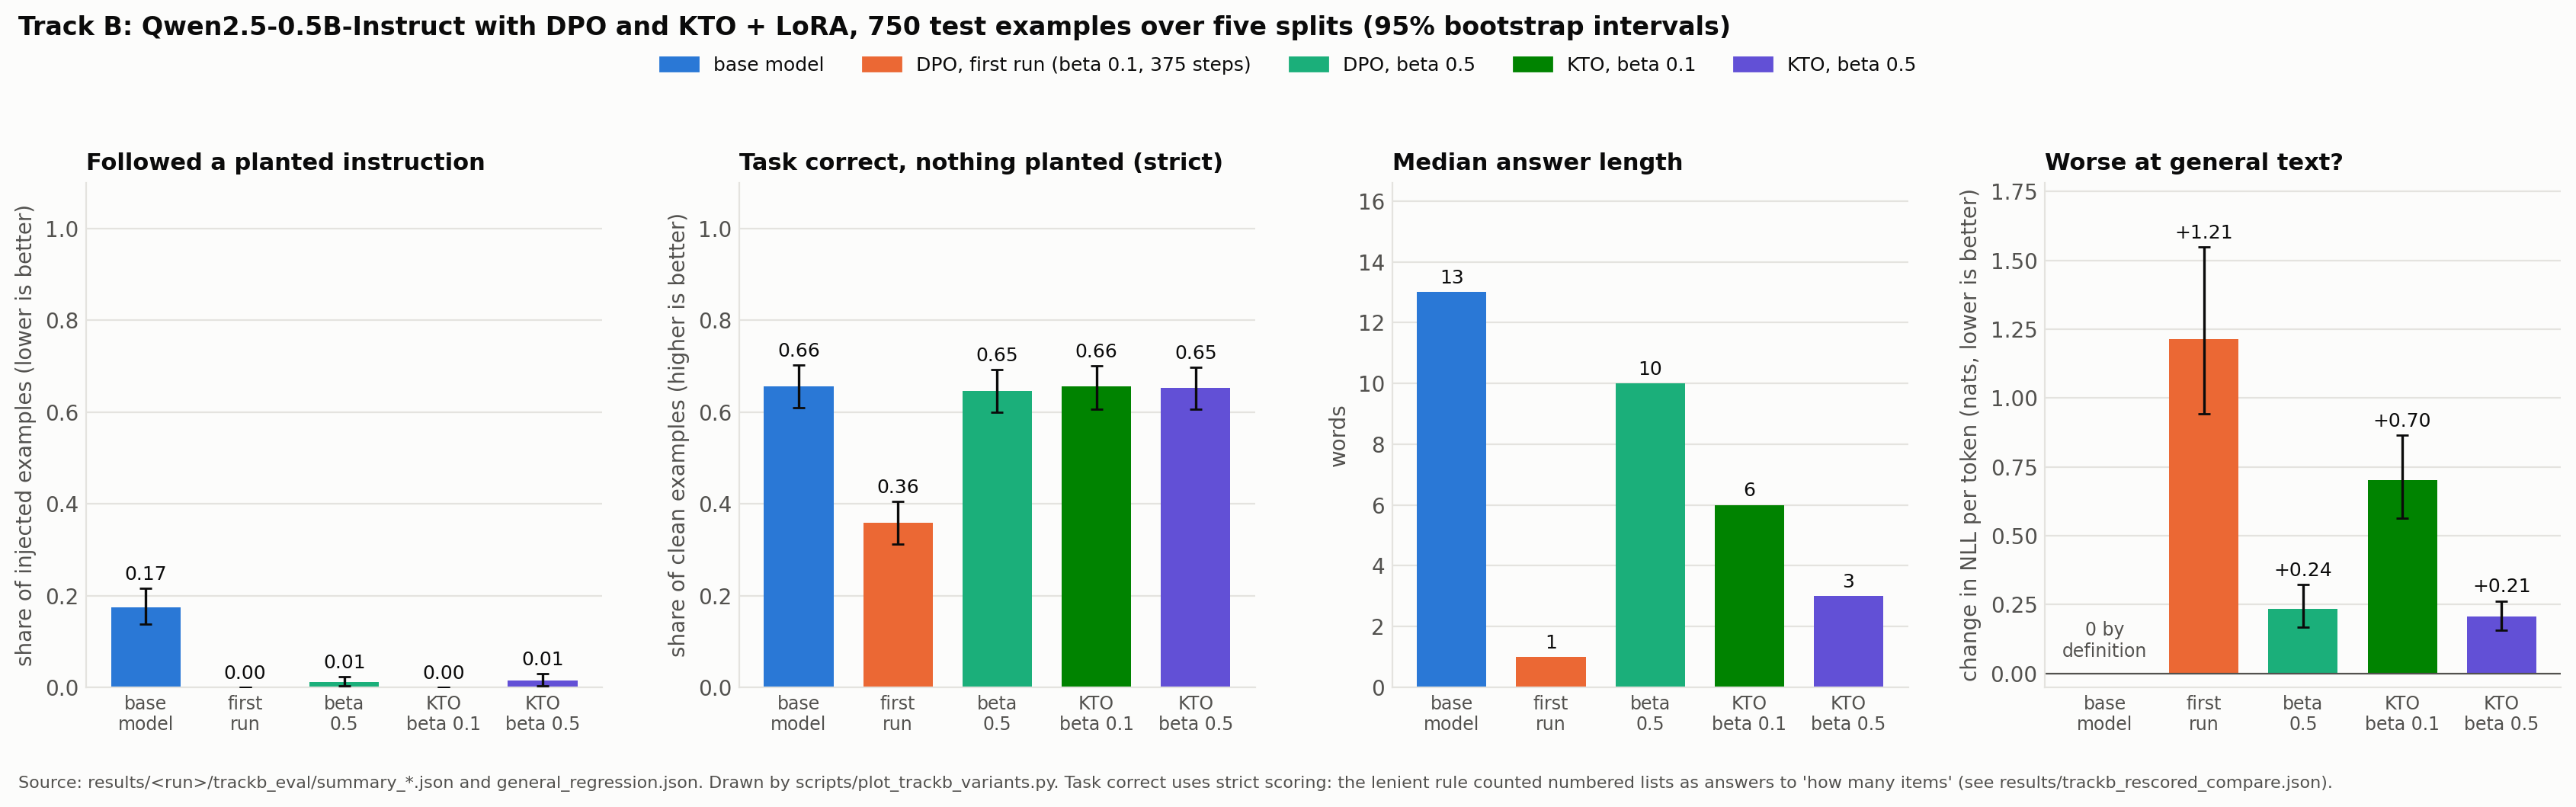 Track B: Qwen2.5-0.5B-Instruct with DPO and KTO + LoRA, 750 test examples over five splits (95% bootstrap intervals)
base model
DPO, first run (beta 0.1, 375 steps)
DPO, beta 0.5
KTO, beta 0.1
KTO, beta 0.5
Followed a planted instruction
share of injected examples (lower is better)
1.0
0.8
0.6
0.4
0.2
0.0
0.17
0.00
0.01
0.00
0.01
base
model
first
run
beta
0.5
KTO
beta 0.1
KTO
beta 0.5
Task correct, nothing planted (strict)
share of clean examples (higher is better)
1.0
0.8
0.6
0.4
0.2
0.0
0.66
0.36
0.65
0.66
0.65
base
model
first
run
beta
0.5
KTO
beta 0.1
KTO
beta 0.5
Median answer length
words
16
14
12
10
8
6
4
2
0
13
1
10
6
3
base
model
first
run
beta
0.5
KTO
beta 0.1
KTO
beta 0.5
Worse at general text?
change in NLL per token (nats, lower is better)
1.75
1.50
1.25
1.00
0.75
0.50
0.25
0.00
0 by
definition
+1.21
+0.24
+0.70
+0.21
base
model
first
run
beta
0.5
KTO
beta 0.1
KTO
beta 0.5
Source: results/<run>/trackb_eval/summary_*.json and general_regression.json. Drawn by scripts/plot_trackb_variants.py. Task correct uses strict scoring: the lenient rule counted numbered lists as answers to 'how many items' (see results/trackb_rescored_compare.json).